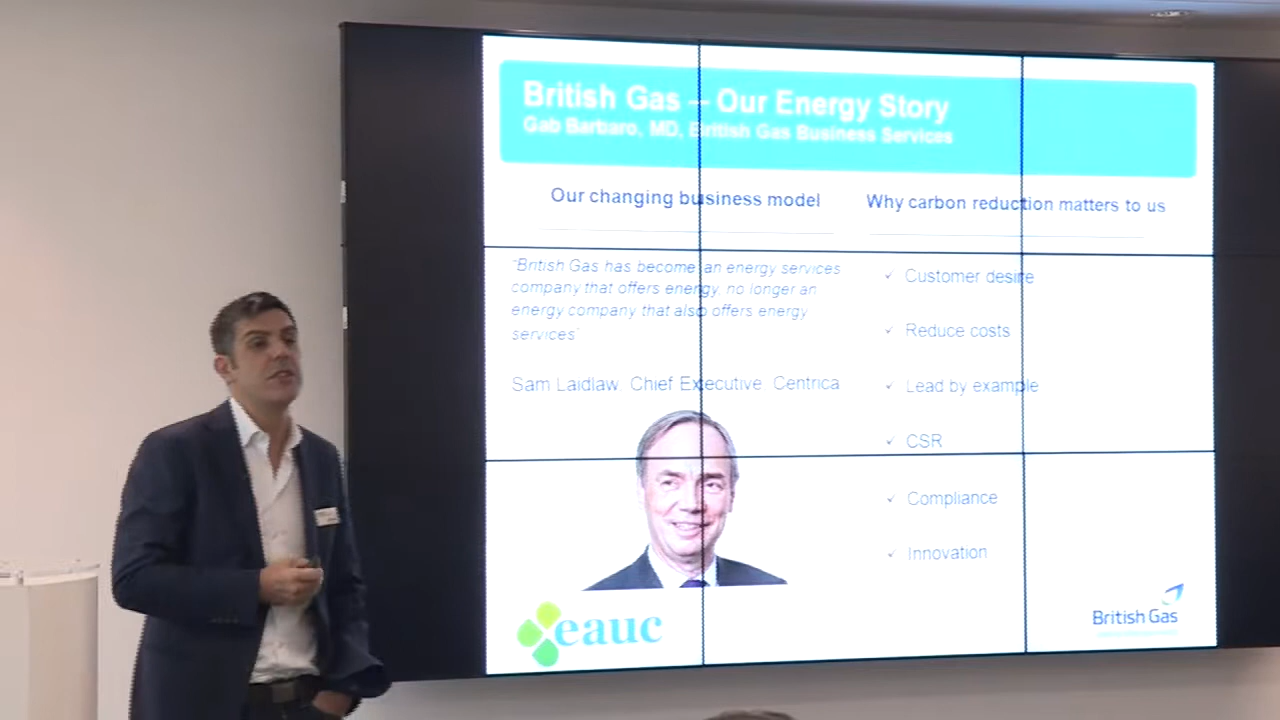 British Gas – Our Energy Story
Gab Barbaro, MD, British Gas Business Services
Our changing business model
Why carbon reduction matters to us
"British Gas has become an energy services
company that offers energy, no longer an
energy company that also offers energy
services"
Sam Laidlaw, Chief Executive, Centrica
✓ Customer desire
✓ Reduce costs
✓ Lead by example
✓ CSR
✓ Compliance
✓ Innovation
eauc
British Gas